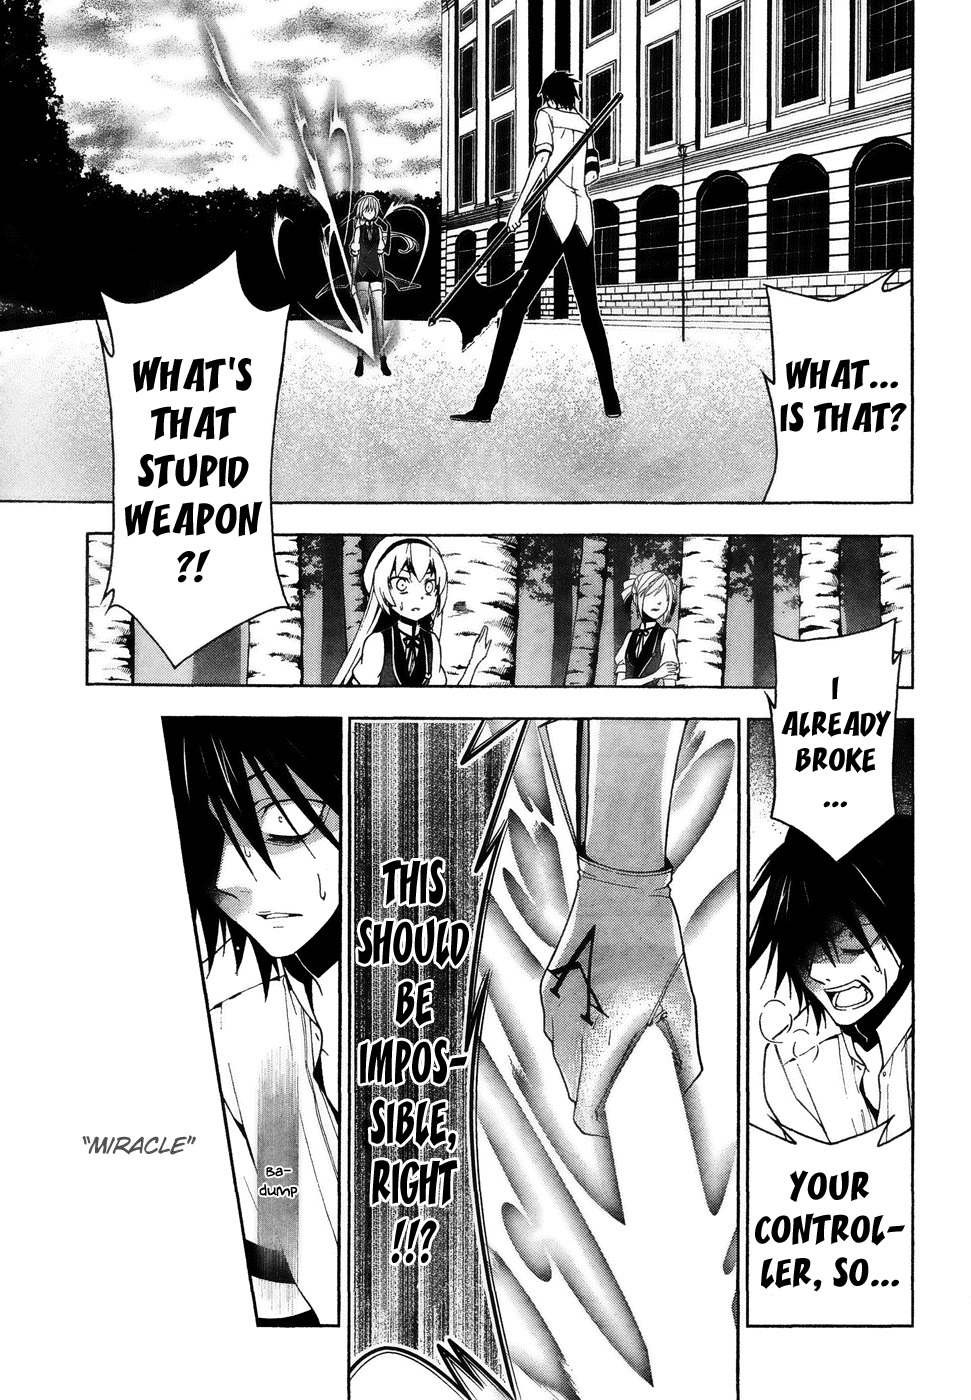 WHAT...
IS THAT?
WHAT'S
THAT
STUPID
WEAPON
?!
I
ALREADY
BROKE
...
YOUR
CONTROL-
LER, SO...
A
THIS
SHOULD
BE
IMPOS-
SIBLE,
RIGHT
!!?
BA-
DUMP
"MIRACLE"